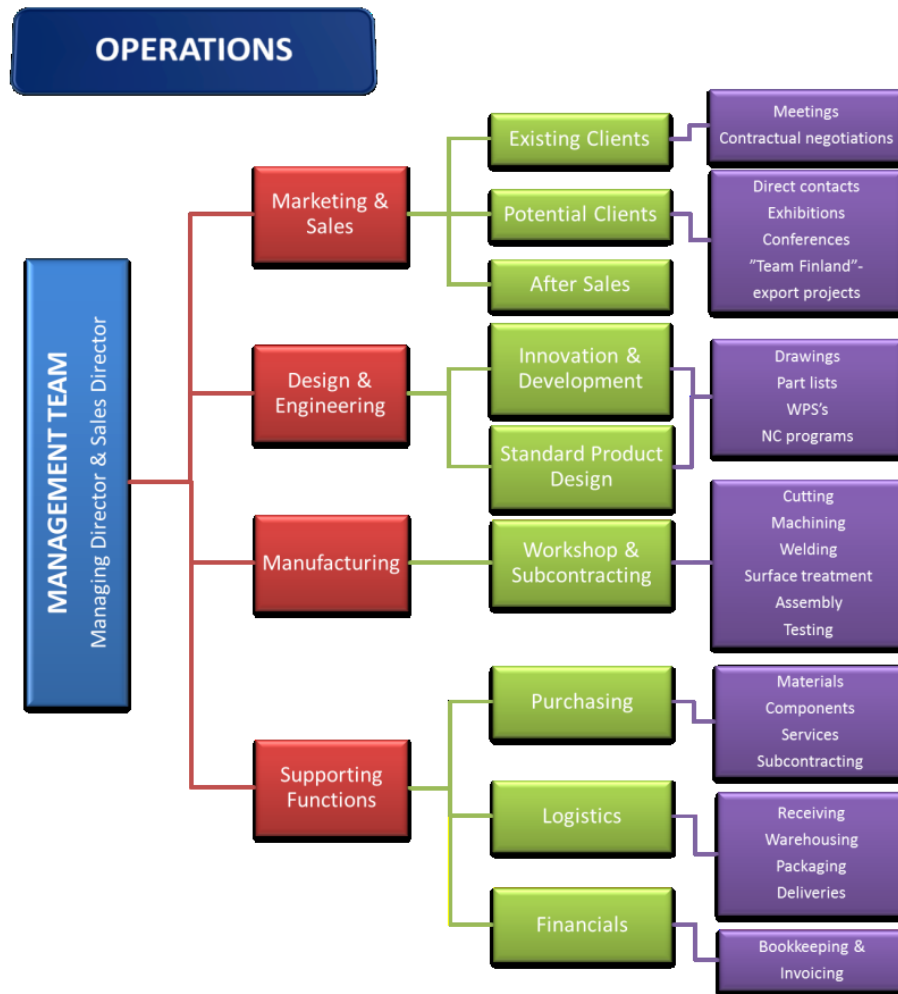 OPERATIONS
MANAGEMENT TEAM
Managing Director & Sales Director
Marketing &
Sales
Existing Clients
Meetings
Contractual negotiations
Potential Clients
Direct contacts
Exhibitions
Conferences
”Team Finland”-
export projects
After Sales
Design &
Engineering
Innovation &
Development
Standard Product
Design
Drawings
Part lists
WPS’s
NC programs
Manufacturing
Workshop &
Subcontracting
Cutting
Machining
Welding
Surface treatment
Assembly
Testing
Supporting
Functions
Purchasing
Materials
Components
Services
Subcontracting
Logistics
Receiving
Warehousing
Packaging
Deliveries
Financials
Bookkeeping &
Invoicing